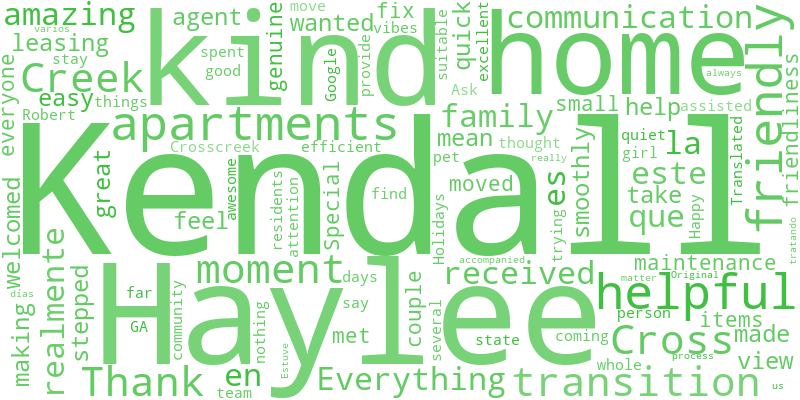 amazing
varios
agent
wanted
move
fix
vibes
communication
leasing
stay
spent
good
genuine
Google
provide
suitable
quick
excellent
kind
home
friendly
everyone
Creek
easy
things
Robert
apartments
Crosscreek
efficient
family
mean
pet
small
Ask
thought
help
assisted
always
friendliness
Kendall
great
awesome
feel
residents
attention
Special
find
Holidays
moved
trying
es
smoothly
quiet
girl
la
este
take
que
Happy
Translated
really
tratando
welcomed
realmente
making
dias
stepped
far
GA
community
Haylee
moment
days
say
met
nothing
couple
several
received
accompanied
state
coming
maintenance
matter
Original
helpful
person
items
Cross
made
whole
process
view
us
Thank
en
team
Estuve
Everything
transition